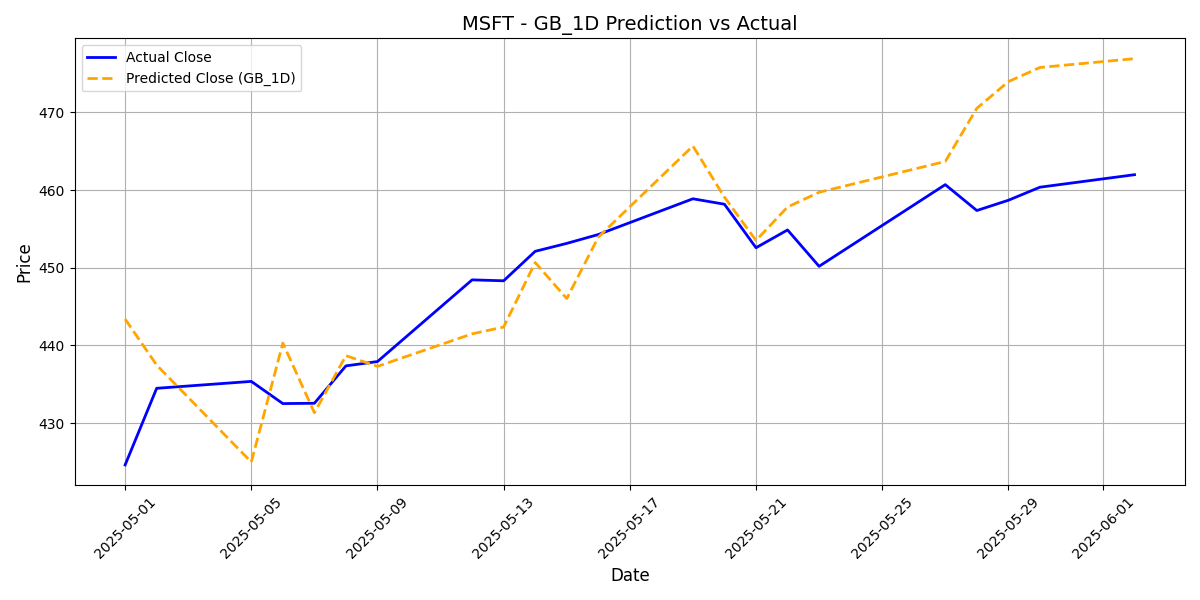 MSFT - GB_1D Prediction vs Actual
Actual Close
Predicted Close (GB_1D)
Price
470
460
450
440
430
2025-05-01
2025-05-05
2025-05-09
2025-05-13
2025-05-17
2025-05-21
2025-05-25
2025-05-29
2025-06-01
Date